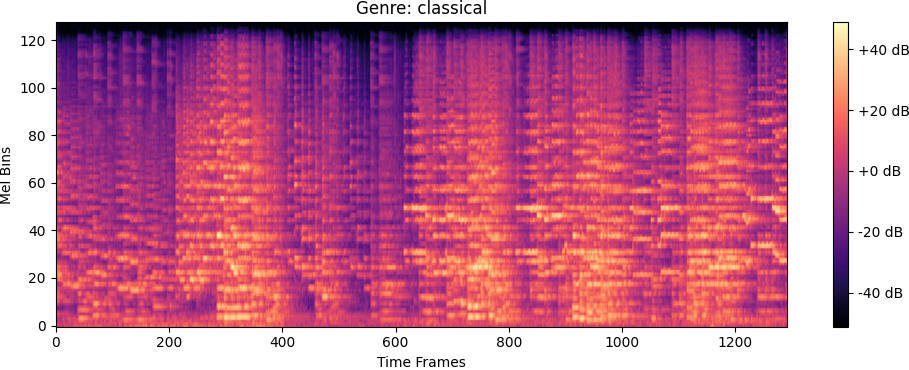 Genre: classical
120
100
80
60
40
20
0
Mel Bins
0 200 400 600 800 1000 1200
Time Frames
+40 dB
+20 dB
+0 dB
-20 dB
-40 dB